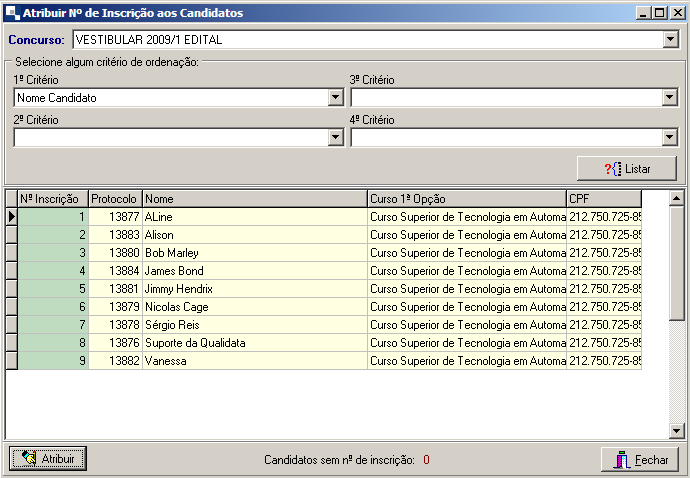 Atribuir Nº de Inscrição aos Candidatos
Concurso: VESTIBULAR 2009/1 EDITAL
Selecione algum critério de ordenação:
1º Critério 3º Critério
Nome Candidato
2º Critério 4º Critério
Listar
Nº Inscrição Protocolo Nome Curso 1ª Opção CPF
1 13877 ALine Curso Superior de Tecnologia em Automa 212.750.725-85
2 13883 Alison Curso Superior de Tecnologia em Automa 212.750.725-85
3 13880 Bob Marley Curso Superior de Tecnologia em Automa 212.750.725-85
4 13884 James Bond Curso Superior de Tecnologia em Automa 212.750.725-85
5 13881 Jimmy Hendrix Curso Superior de Tecnologia em Automa 212.750.725-85
6 13879 Nicolas Cage Curso Superior de Tecnologia em Automa 212.750.725-85
7 13878 Sérgio Reis Curso Superior de Tecnologia em Automa 212.750.725-85
8 13876 Suporte da Qualidata Curso Superior de Tecnologia em Automa 212.750.725-85
9 13882 Vanessa Curso Superior de Tecnologia em Automa 212.750.725-85
Atribuir Candidatos sem nº de inscrição: 0 Fechar